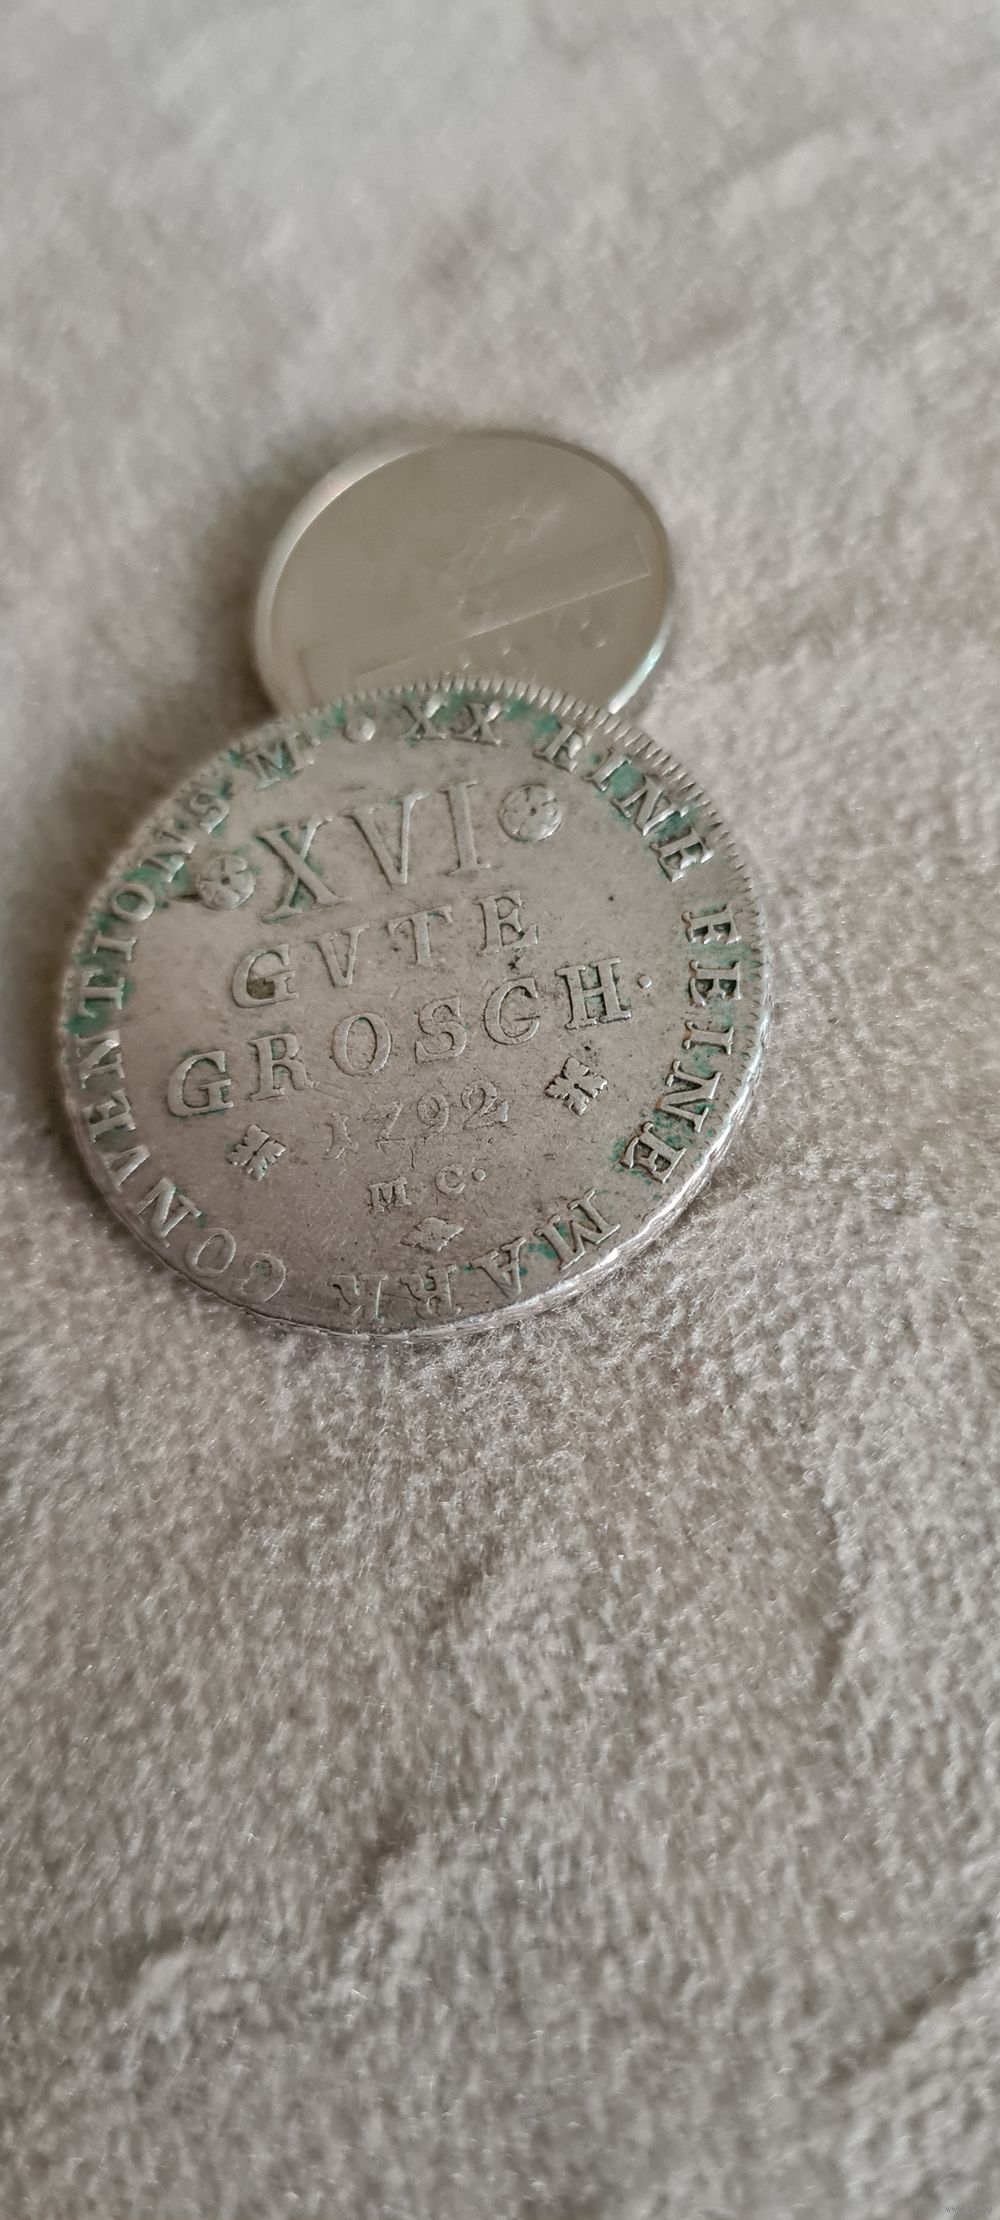 XVI
GVTE
GROSCH.
1792
M C.
XX EINE FEINE MARK CONVENTIONS M.